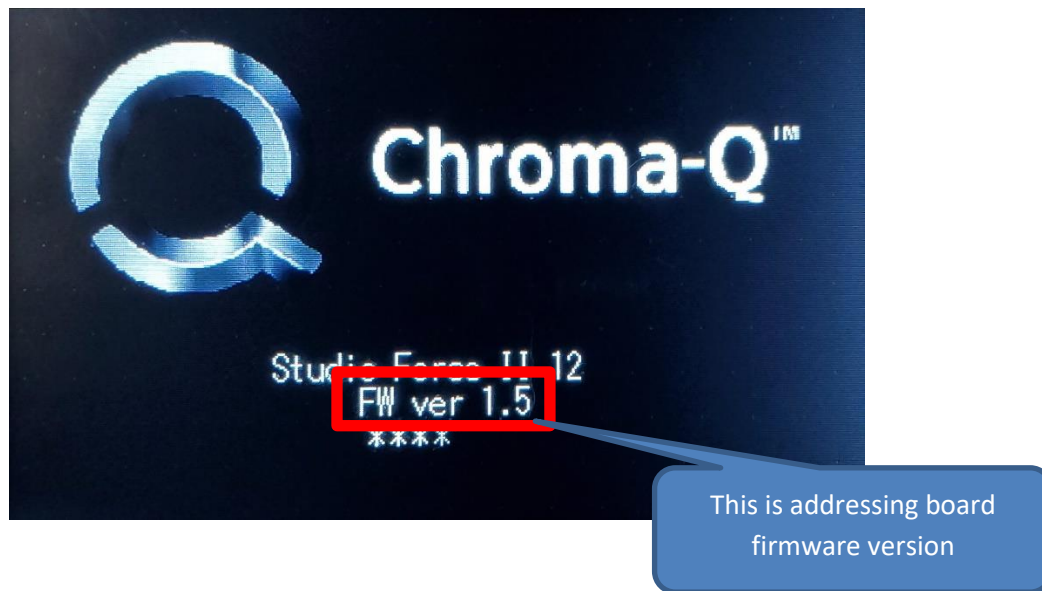 Chroma-Q™
Studio Force II 12
FW ver 1.5
****
This is addressing board
firmware version